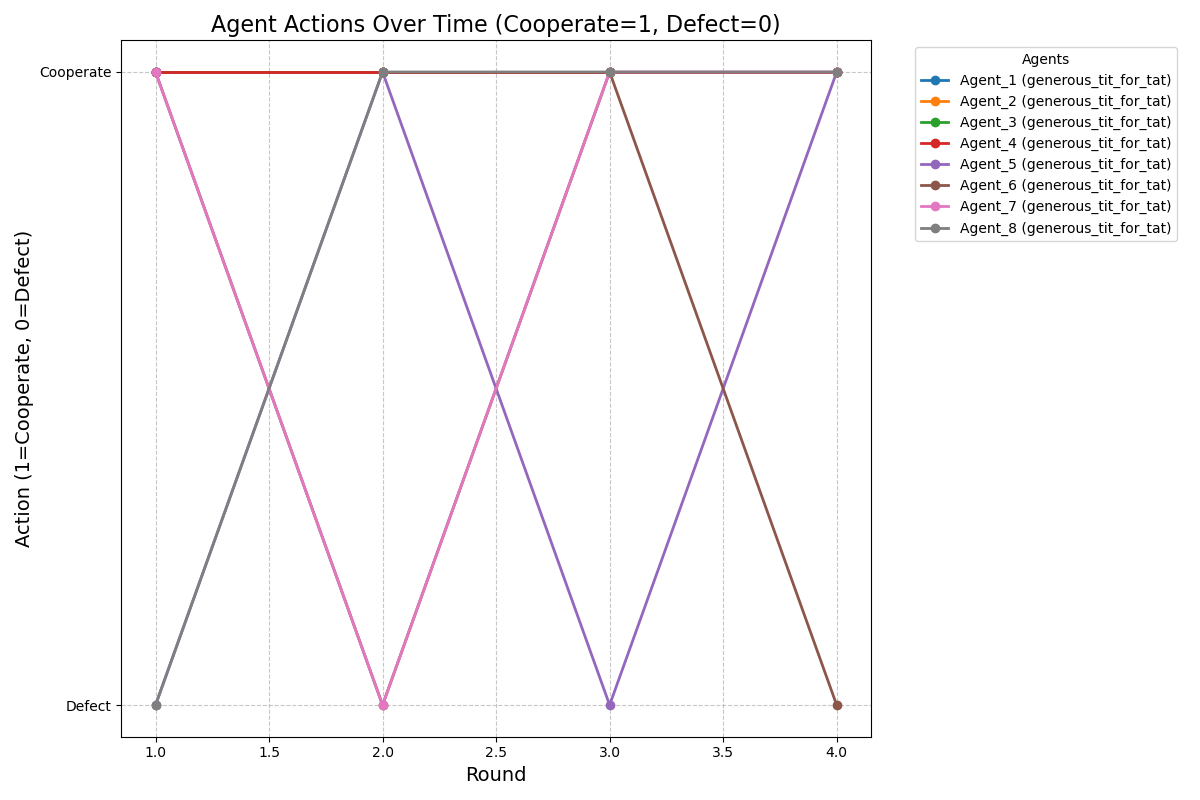 Agent Actions Over Time (Cooperate=1, Defect=0)
Action (1=Cooperate, 0=Defect)
Cooperate
Defect
1.0 1.5 2.0 2.5 3.0 3.5 4.0
Round
Agents
Agent_1 (generous_tit_for_tat)
Agent_2 (generous_tit_for_tat)
Agent_3 (generous_tit_for_tat)
Agent_4 (generous_tit_for_tat)
Agent_5 (generous_tit_for_tat)
Agent_6 (generous_tit_for_tat)
Agent_7 (generous_tit_for_tat)
Agent_8 (generous_tit_for_tat)